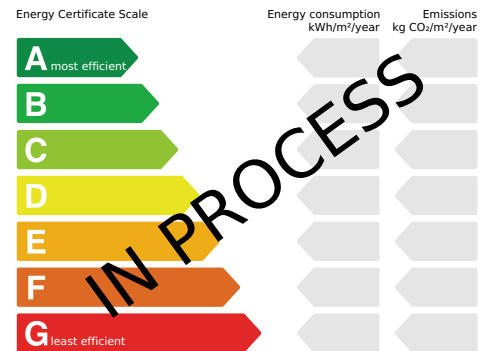 Energy Certificate Scale
Energy consumption
kWh/m²/year
Emissions
kg CO₂/m²/year
A most efficient
B
C
D
E
F
G least efficient
IN PROCESS